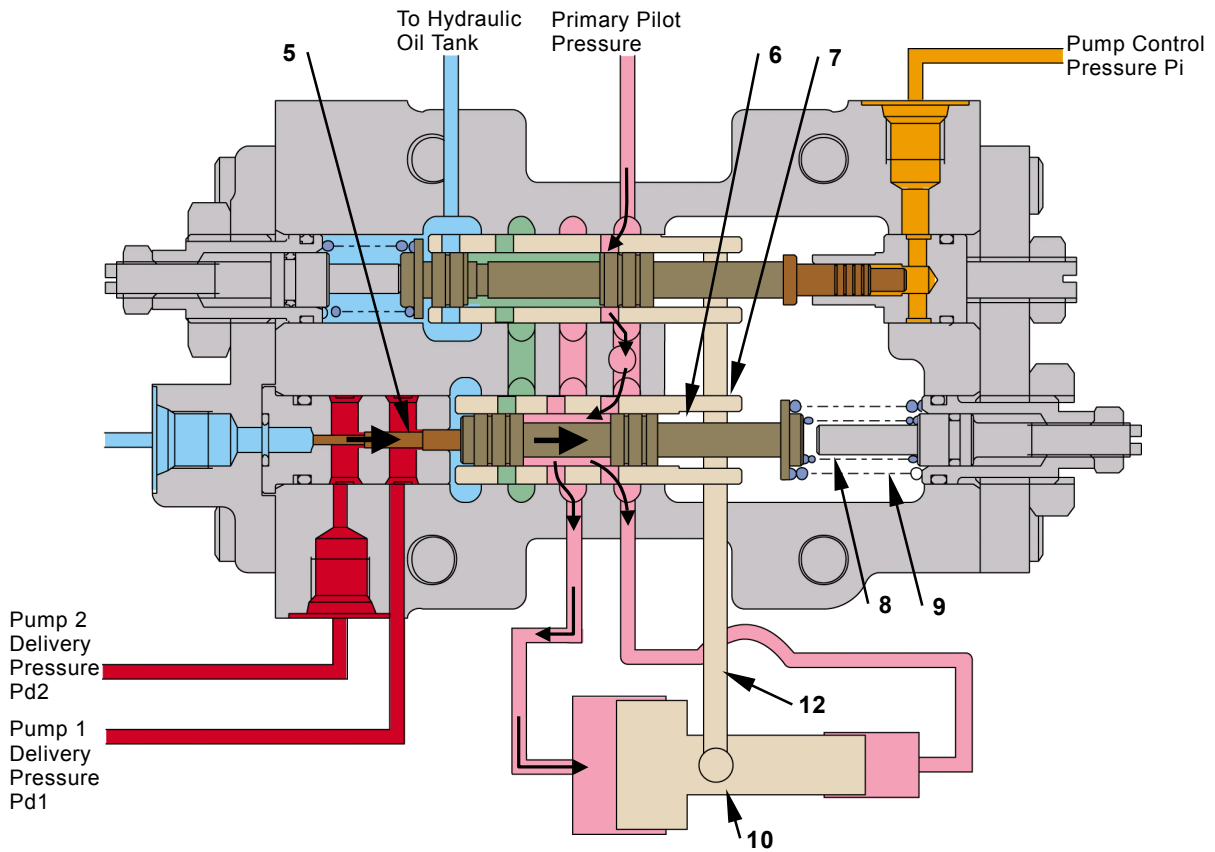 To Hydraulic
Oil Tank
Primary Pilot
Pressure
5
6
7
Pump Control
Pressure Pi
8
9
Pump 2
Delivery
Pressure
Pd2
12
Pump 1
Delivery
Pressure
Pd1
10